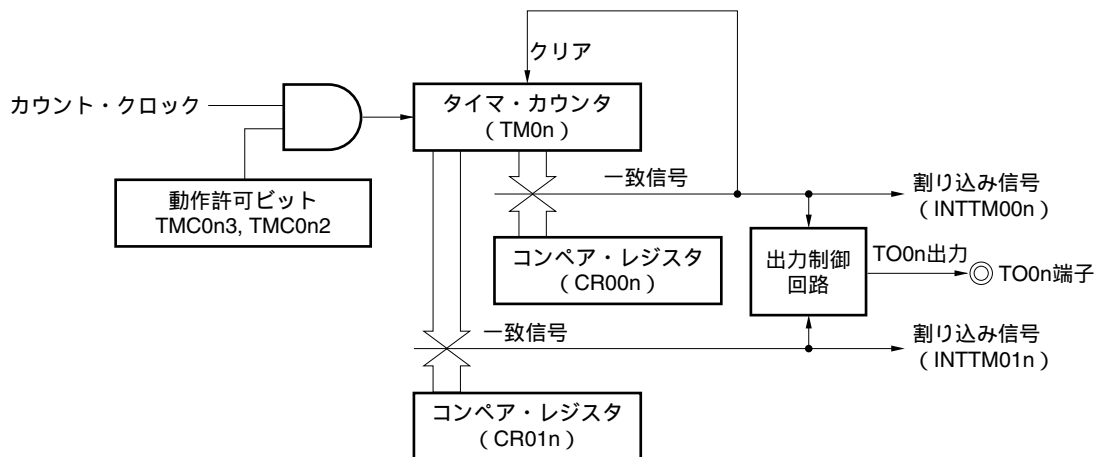 クリア
カウント・クロック
タイマ・カウンタ
(TM0n)
動作許可ビット
TMC0n3, TMC0n2
一致信号
割り込み信号
(INTTM00n)
コンペア・レジスタ
(CR00n)
出力制御
回路
TO0n出力
TO0n端子
一致信号
割り込み信号
(INTTM01n)
コンペア・レジスタ
(CR01n)